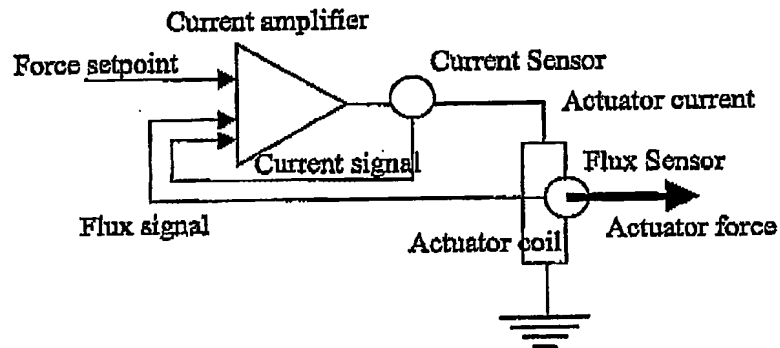 Current amplifier
Force setpoint
Current Sensor
Actuator current
Current signal
Flux Sensor
Flux signal
Actuator coil
Actuator force